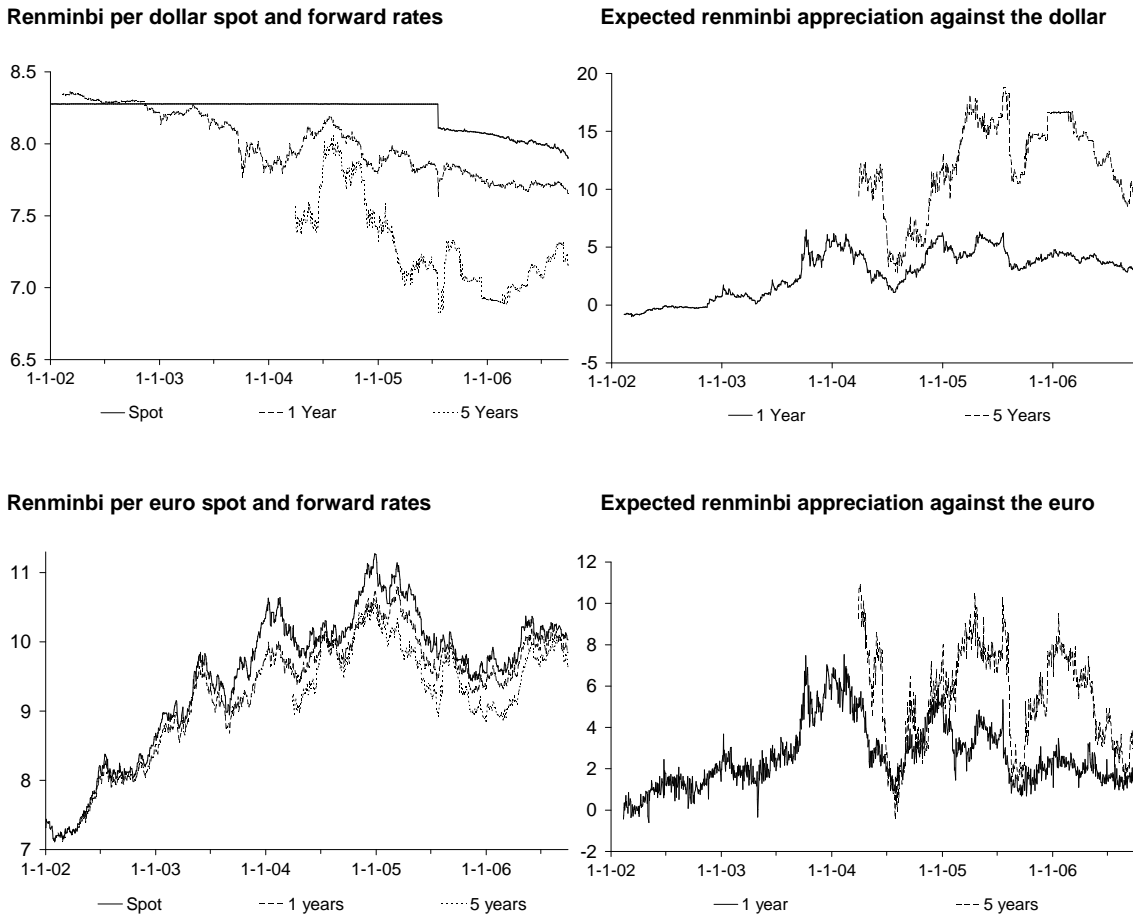 Renminbi per dollar spot and forward rates
8.5
8.0
7.5
7.0
6.5
1-1-02 1-1-03 1-1-04 1-1-05 1-1-06
Spot 1 Year 5 Years
Expected renminbi appreciation against the dollar
20
15
10
5
0
-5
1-1-02 1-1-03 1-1-04 1-1-05 1-1-06
1 Year 5 Years
Renminbi per euro spot and forward rates
11
10
9
8
7
1-1-02 1-1-03 1-1-04 1-1-05 1-1-06
Spot 1 years 5 years
Expected renminbi appreciation against the euro
12
10
8
6
4
2
0
-2
1-1-02 1-1-03 1-1-04 1-1-05 1-1-06
1 year 5 years